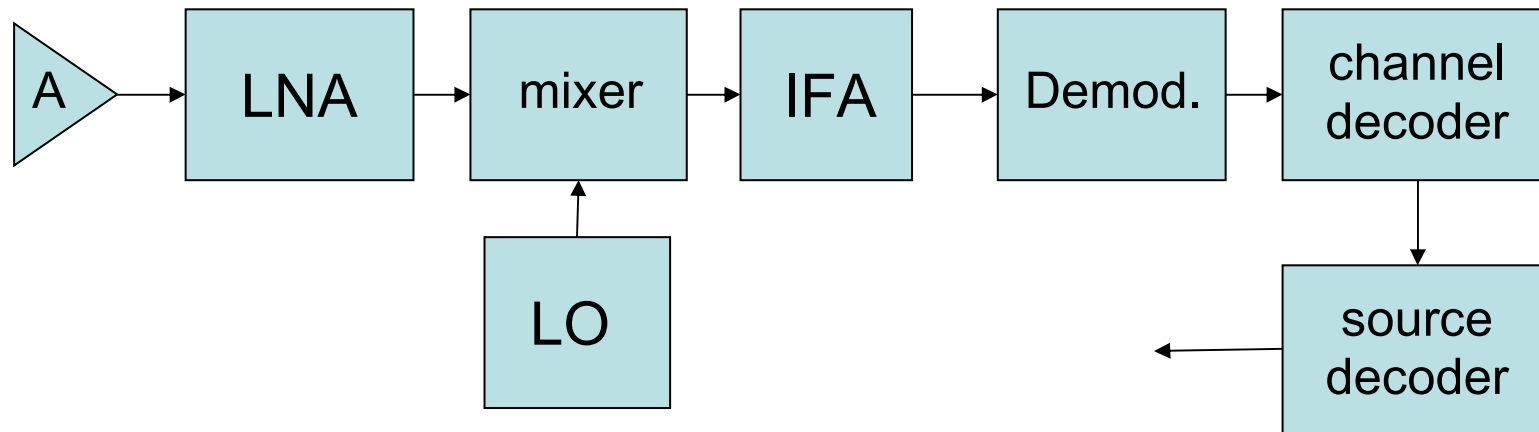 A
LNA
mixer
IFA
Demod.
channel
decoder
LO
source
decoder